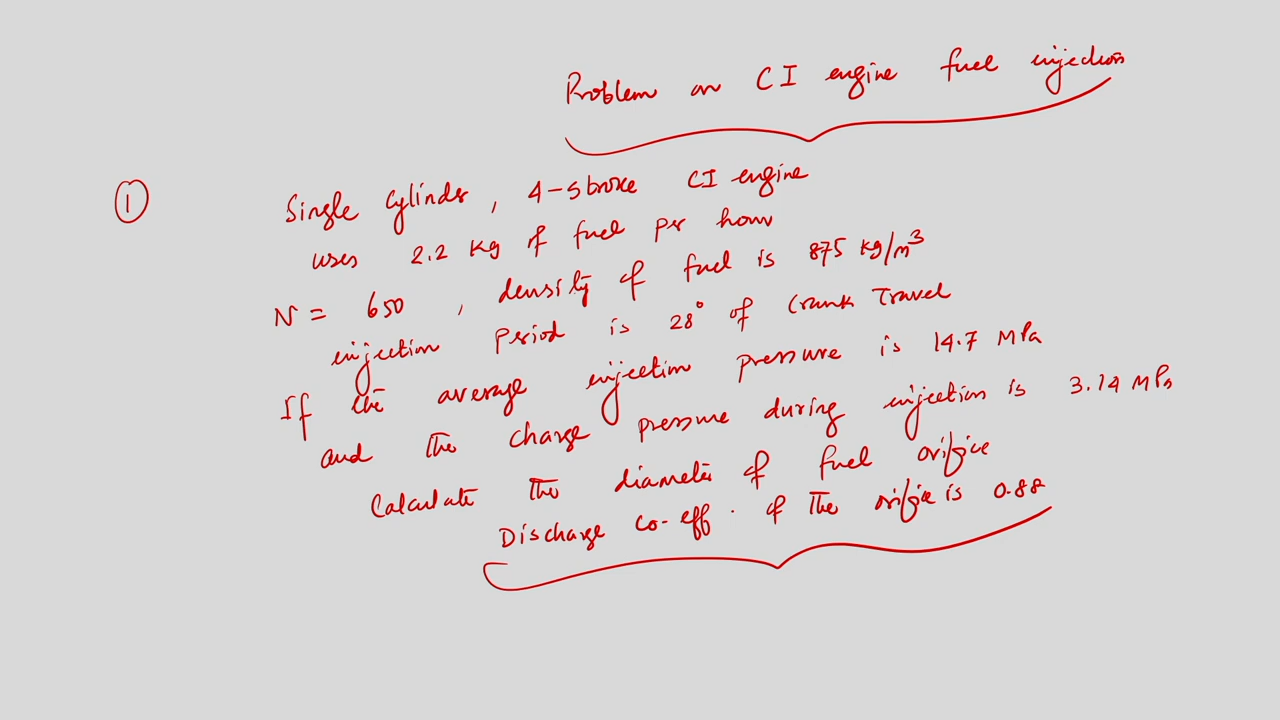 Problem on CI engine fuel injection
1
Single Cylinder, 4-stroke CI engine
uses 2.2 Kg of fuel per hour
N = 650, density of fuel is 875 kg/m³
injection Period is 28° of Crank Travel
If the average injection pressure is 14.7 MPa
and the charge pressure during injection is 3.14 MPa
Calculate the diameter of fuel orifice
Discharge co-eff. of the orifice is 0.88